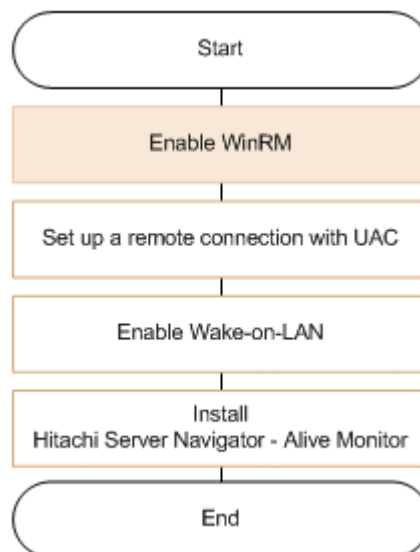 Start
Enable WinRM
Set up a remote connection with UAC
Enable Wake-on-LAN
Install
Hitachi Server Navigator - Alive Monitor
End